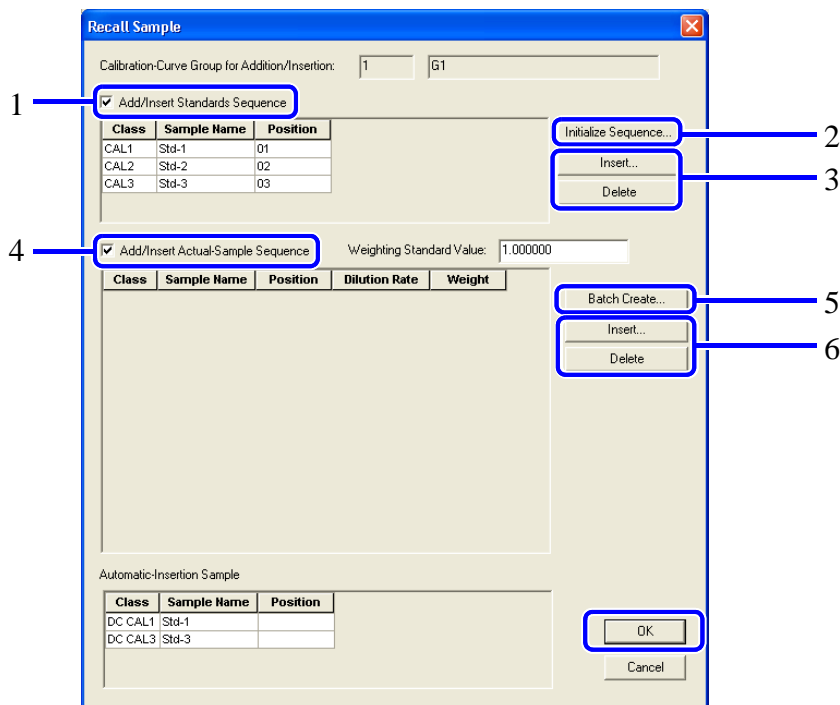 Recall Sample
Calibration-Curve Group for Addition/Insertion: 1 G1
1 Add/Insert Standards Sequence
Class Sample Name Position
CAL1 Std-1 01
CAL2 Std-2 02
CAL3 Std-3 03
Initialize Sequence... 2
Insert...
3
Delete
4 Add/Insert Actual-Sample Sequence Weighting Standard Value: 1.000000
Class Sample Name Position Dilution Rate Weight
Batch Create... 5
Insert...
6
Delete
Automatic-Insertion Sample
Class Sample Name Position
DC CAL1 Std-1
DC CAL3 Std-3
OK
Cancel